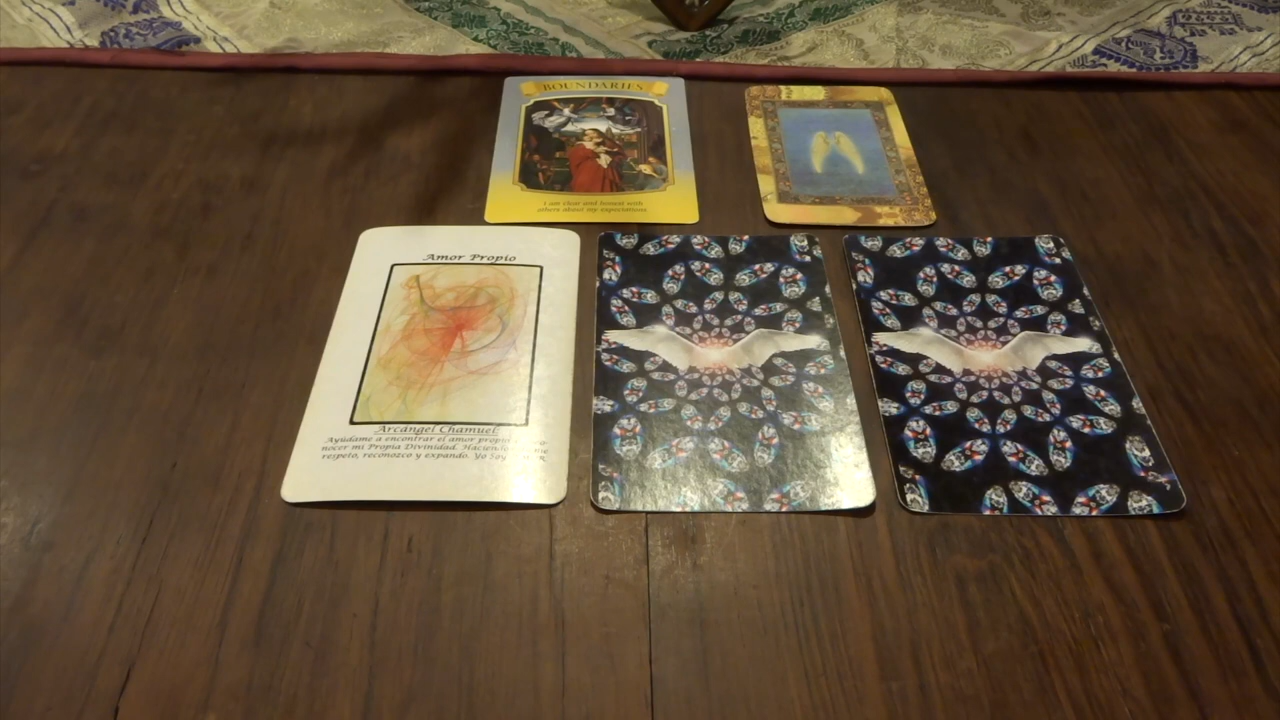 BOUNDARIES
I am clear and honest with
others about my expectations
Amor Propio
Arcángel Chamuel:
Ayúdame a encontrar el amor propio
nocer mi Propia Divinidad. Haciendo me
respeto, reconozco y expando. Yo Soy